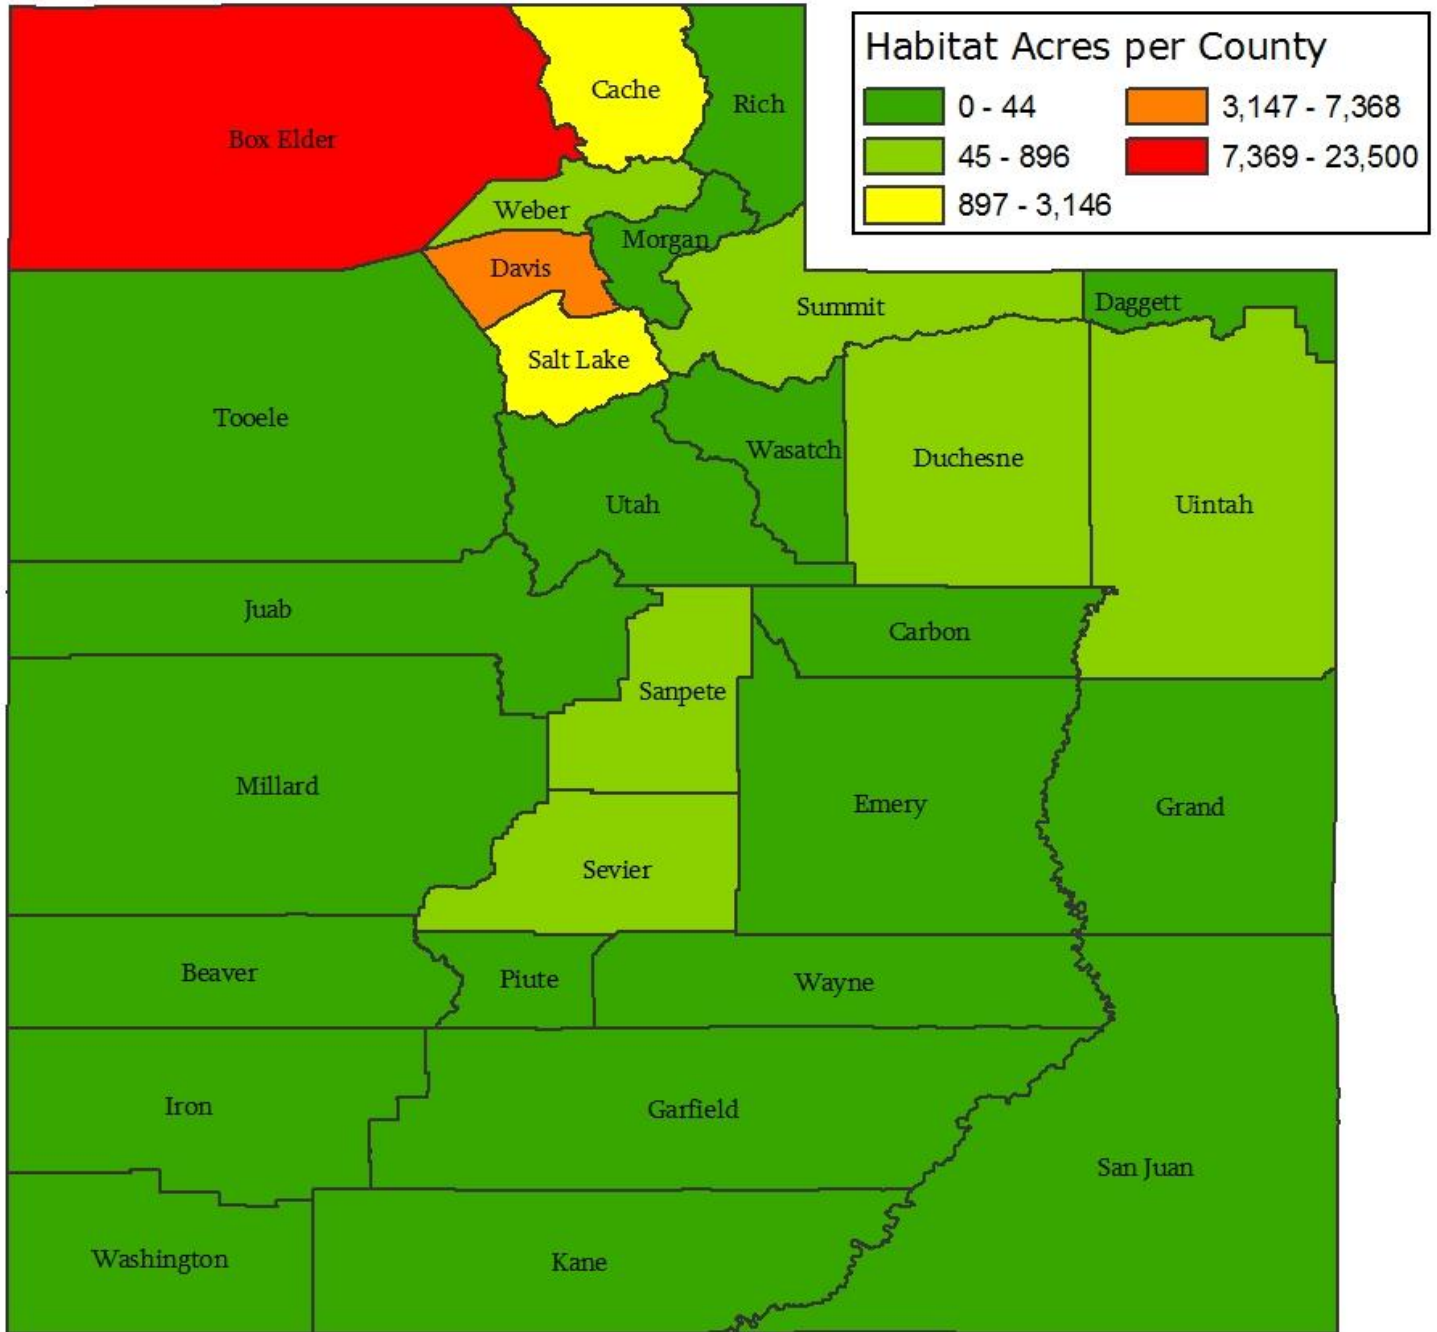 Habitat Acres per County
0 - 44
3,147 - 7,368
45 - 896
7,369 - 23,500
897 - 3,146
Cache
Rich
Box Elder
Weber
Morgan
Davis
Summit
Daggett
Salt Lake
Tooele
Wasatch
Duchesne
Utah
Uintah
Juab
Carbon
Sanpete
Millard
Emery
Grand
Sevier
Beaver
Piute
Wayne
Iron
Garfield
San Juan
Washington
Kane